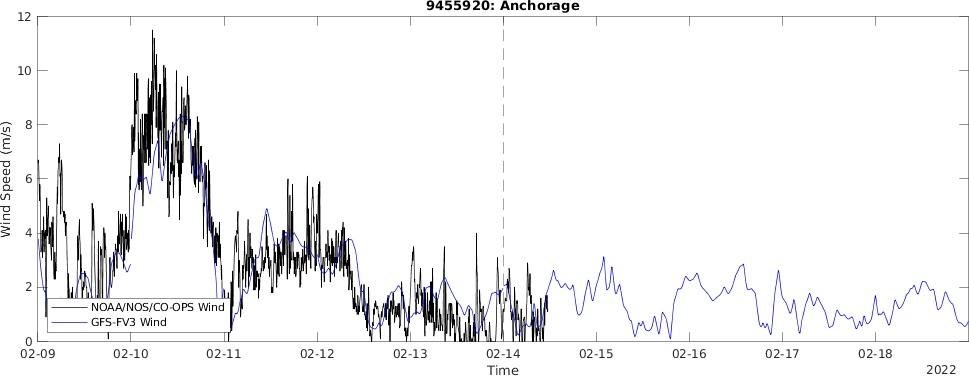 9455920: Anchorage
12
10
8
6
4
2
0
Wind Speed (m/s)
NOAA/NOS/CO-OPS Wind
GFS-FV3 Wind
02-09 02-10 02-11 02-12 02-13 02-14 02-15 02-16 02-17 02-18
Time
2022